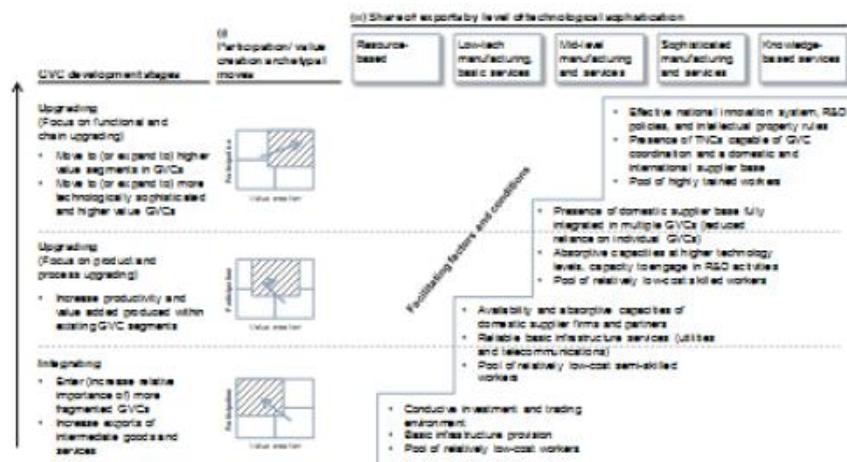 (ii) Share of exports by level of technological sophistication
(i)
Participation/ value
creation archetypal
moves
GVC development stages
Resource-
based
Low-tech
manufacturing,
basic services
Mid-level
manufacturing
and services
Sophisticated
manufacturing
and services
Knowledge-
based services
Upgrading
(Focus on functional and
chain upgrading)
• Move to (or expand to) higher
value segments in GVCs
• Move to (or expand to) more
technologically sophisticated
and higher value GVCs
Participation
Value creation
• Effective national innovation system, R&D
policies, and intellectual property rules
• Presence of TNCs capable of GVC
coordination and a domestic and
international supplier base
• Pool of highly trained workers
Facilitating factors and conditions
• Presence of domestic supplier base fully
integrated in multiple GVCs (reduced
reliance on individual GVCs)
• Absorptive capacities at higher technology
levels, capacity to engage in R&D activities
• Pool of relatively low-cost skilled workers
Upgrading
(Focus on product and
process upgrading)
• Increase productivity and
value added produced within
existing GVC segments
Participation
Value creation
• Availability and absorptive capacities of
domestic supplier firms and partners
• Reliable basic infrastructure services (utilities
and telecommunications)
• Pool of relatively low-cost semi-skilled
workers
Integrating
• Enter (increase relative
importance of) more
fragmented GVCs
• Increase exports of
intermediate goods and
services
Participation
Value creation
• Conducive investment and trading
environment
• Basic infrastructure provision
• Pool of relatively low-cost workers